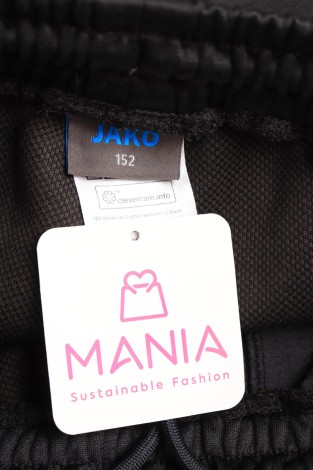 JAKO
152
clevercare.info
MANIA
Sustainable Fashion